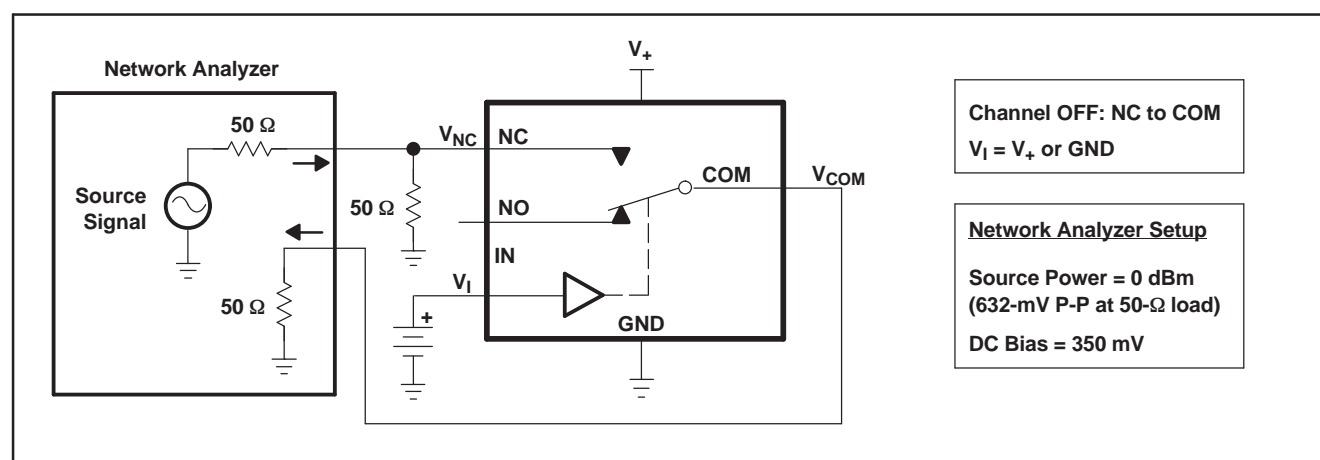 Network Analyzer
50 Ω
Source
Signal
50 Ω
V+
VNC
NC
50 Ω
NO
IN
VI
+
COM
VCOM
GND
Channel OFF: NC to COM
VI = V+ or GND
Network Analyzer Setup
Source Power = 0 dBm
(632-mV P-P at 50-Ω load)
DC Bias = 350 mV